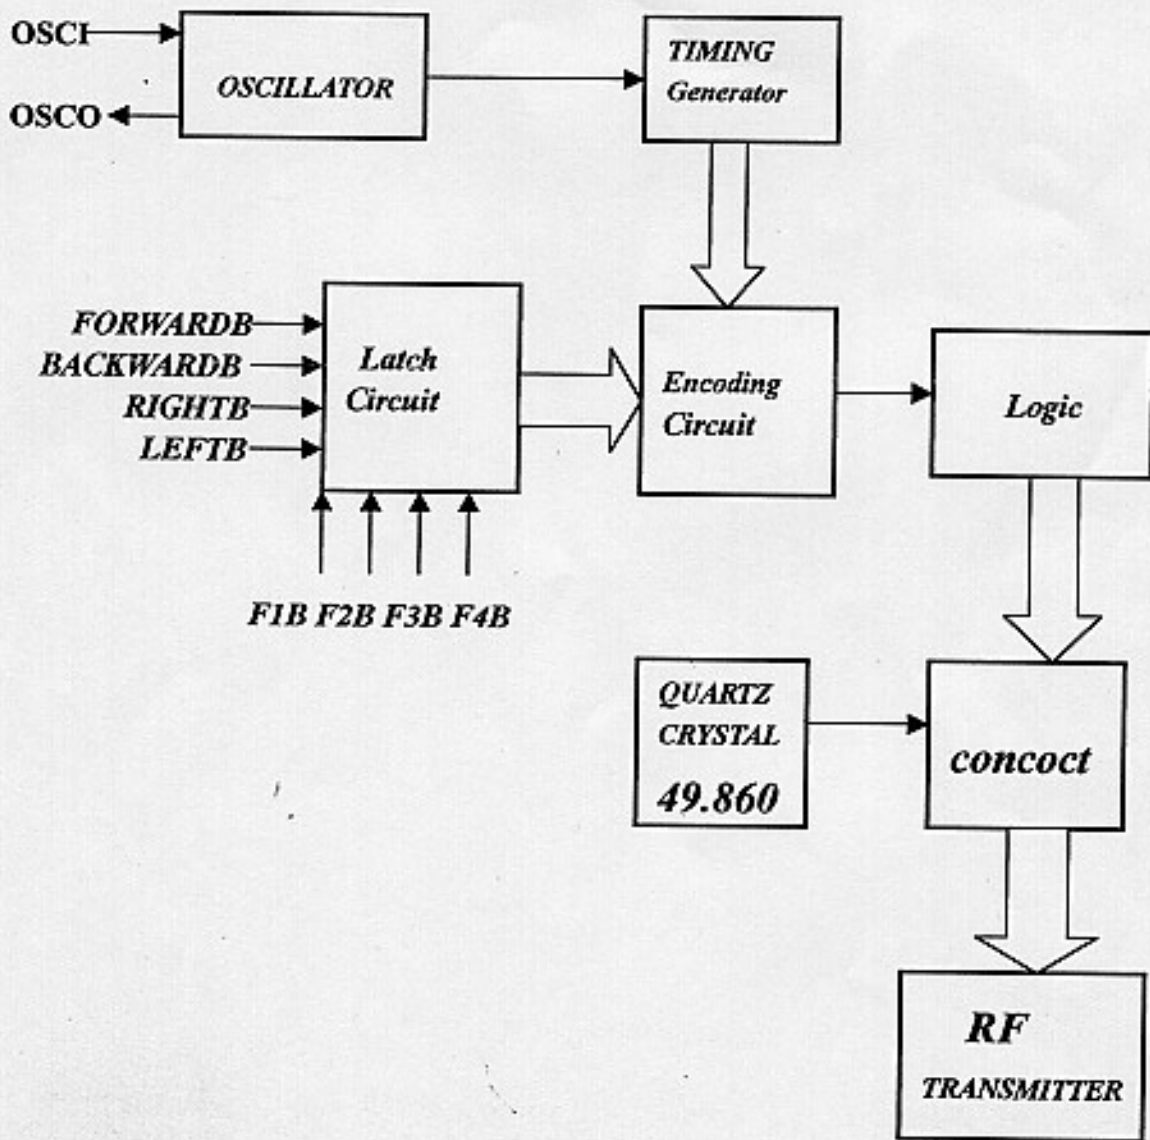 OSCI
OSCO
OSCILLATOR
TIMING
Generator
FORWARDB
BACKWARDB
RIGHTB
LEFTB
Latch
Circuit
Encoding
Circuit
Logic
F1B F2B F3B F4B
QUARTZ
CRYSTAL
49.860
concoct
RF
TRANSMITTER